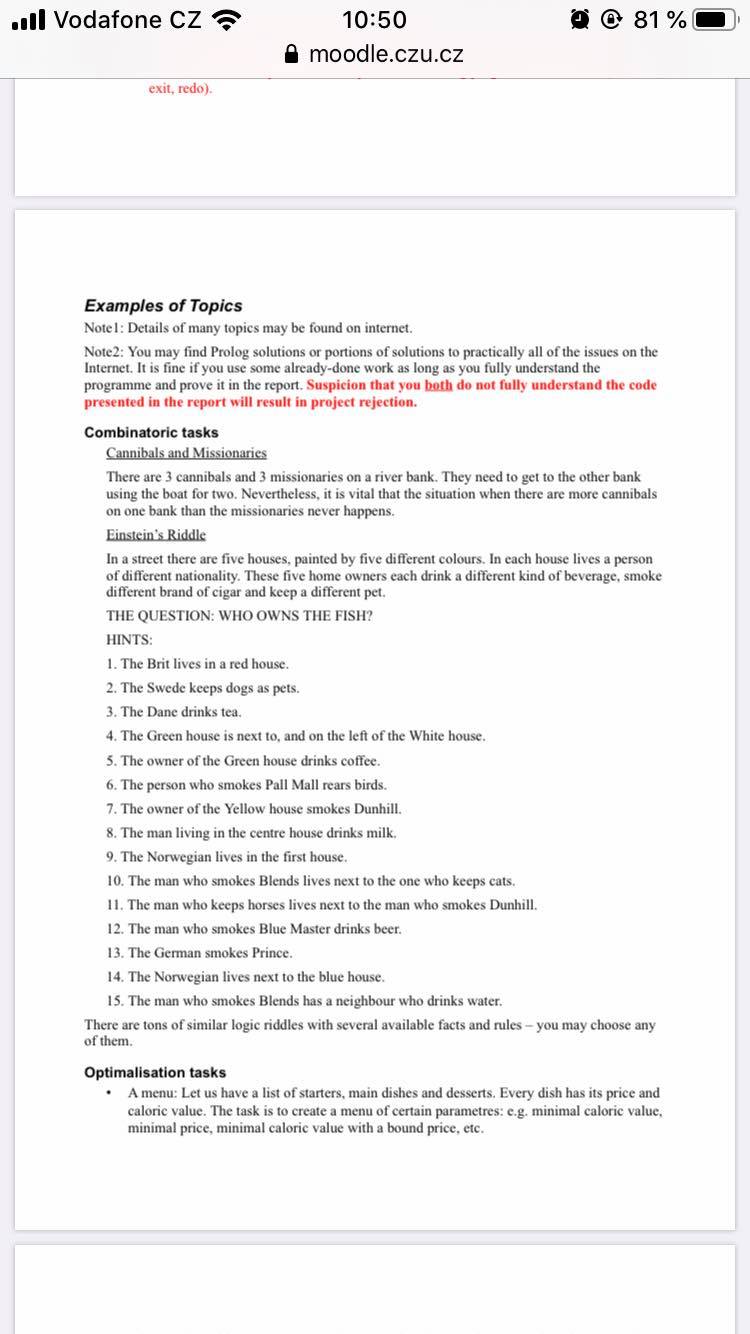 Vodafone CZ
10:50
81 %
moodle.czu.cz
exit, redo).
Examples of Topics
Note1: Details of many topics may be found on internet.
Note2: You may find Prolog solutions or portions of solutions to practically all of the issues on the
Internet. It is fine if you use some already-done work as long as you fully understand the
programme and prove it in the report. Suspicion that you both do not fully understand the code
presented in the report will result in project rejection.
Combinatoric tasks
Cannibals and Missionaries
There are 3 cannibals and 3 missionaries on a river bank. They need to get to the other bank
using the boat for two. Nevertheless, it is vital that the situation when there are more cannibals
on one bank than the missionaries never happens.
Einstein's Riddle
In a street there are five houses, painted by five different colours. In each house lives a person
of different nationality. These five home owners each drink a different kind of beverage, smoke
different brand of cigar and keep a different pet.
THE QUESTION: WHO OWNS THE FISH?
HINTS:
1. The Brit lives in a red house.
2. The Swede keeps dogs as pets.
3. The Dane drinks tea.
4. The Green house is next to, and on the left of the White house.
5. The owner of the Green house drinks coffee.
6. The person who smokes Pall Mall rears birds.
7. The owner of the Yellow house smokes Dunhill.
8. The man living in the centre house drinks milk.
9. The Norwegian lives in the first house.
10. The man who smokes Blends lives next to the one who keeps cats.
11. The man who keeps horses lives next to the man who smokes Dunhill.
12. The man who smokes Blue Master drinks beer.
13. The German smokes Prince.
14. The Norwegian lives next to the blue house.
15. The man who smokes Blends has a neighbour who drinks water.
There are tons of similar logic riddles with several available facts and rules – you may choose any
of them.
Optimalisation tasks
• A menu: Let us have a list of starters, main dishes and desserts. Every dish has its price and
caloric value. The task is to create a menu of certain parametres: e.g. minimal caloric value,
minimal price, minimal caloric value with a bound price, etc.